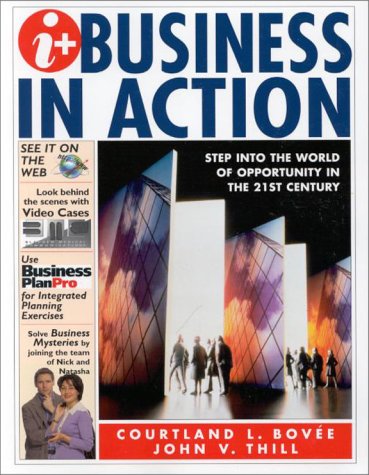 i+
BUSINESS
IN ACTION
SEE IT ON
THE
WEB
Look behind
the scenes with
Video Cases
Use
Business
PlanPro
for Integrated
Planning
Exercises
Solve Business
Mysteries by
joining the team
of Nick and
Natasha
STEP INTO THE WORLD
OF OPPORTUNITY IN
THE 21ST CENTURY
COURTLAND L. BOVÉE
JOHN V. THILL